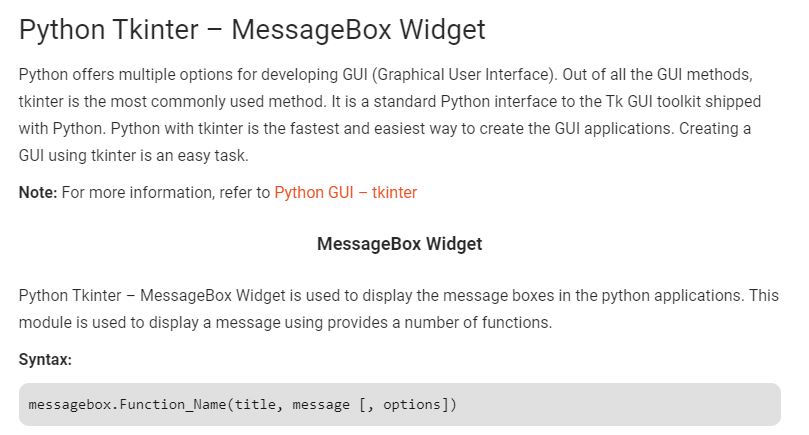 Python Tkinter – MessageBox Widget
Python offers multiple options for developing GUI (Graphical User Interface). Out of all the GUI methods,
tkinter is the most commonly used method. It is a standard Python interface to the Tk GUI toolkit shipped
with Python. Python with tkinter is the fastest and easiest way to create the GUI applications. Creating a
GUI using tkinter is an easy task.
Note: For more information, refer to Python GUI – tkinter
MessageBox Widget
Python Tkinter – MessageBox Widget is used to display the message boxes in the python applications. This
module is used to display a message using provides a number of functions.
Syntax:
messagebox.Function_Name(title, message [, options])